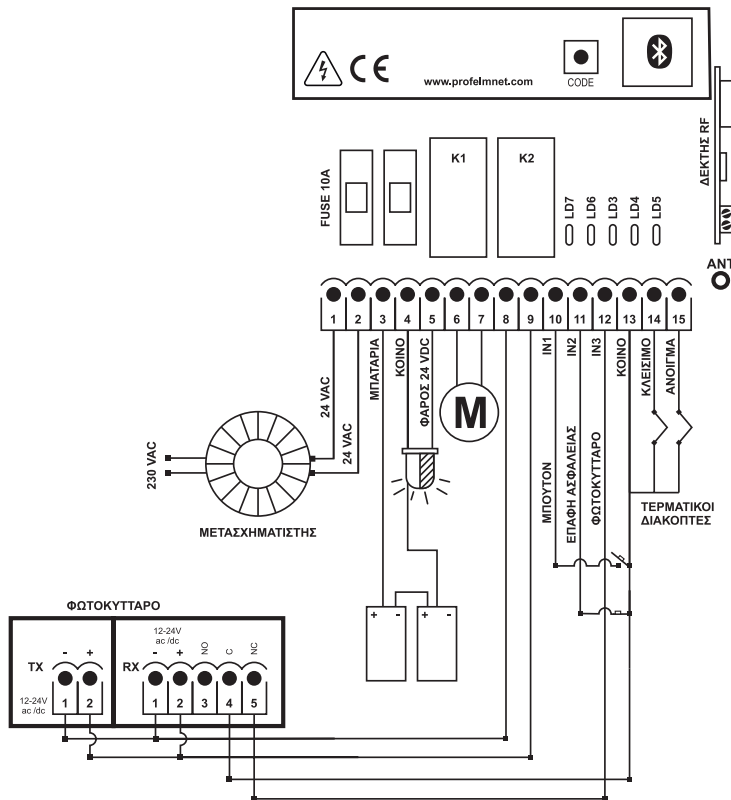 CE
www.profelmnet.com
CODE
ΔΕΚΤΗΣ RF
ANT
FUSE 10A
K1
K2
LD7
LD6
LD3
LD4
LD5
1 2 3 4 5 6 7 8 9 10 11 12 13 14 15
24 VAC
24 VAC
ΜΠΑΤΑΡΙΑ
ΚΟΙΝΟ
ΦΑΡΟΣ 24 VDC
M
IN1
IN2
IN3
ΚΟΙΝΟ
ΚΛΕΙΣΙΜΟ
ΑΝΟΙΓΜΑ
230 VAC
ΜΕΤΑΣΧΗΜΑΤΙΣΤΗΣ
ΜΠΟΥΤΟΝ
ΕΠΑΦΗ ΑΣΦΑΛΕΙΑΣ
ΦΩΤΟΚΥΤΤΑΡΟ
ΤΕΡΜΑΤΙΚΟΙ
ΔΙΑΚΟΠΤΕΣ
+ - + -
ΦΩΤΟΚΥΤΤΑΡΟ
TX
- +
12-24V
ac /dc
1 2
RX
12-24V
ac /dc
- + NO C NC
1 2 3 4 5